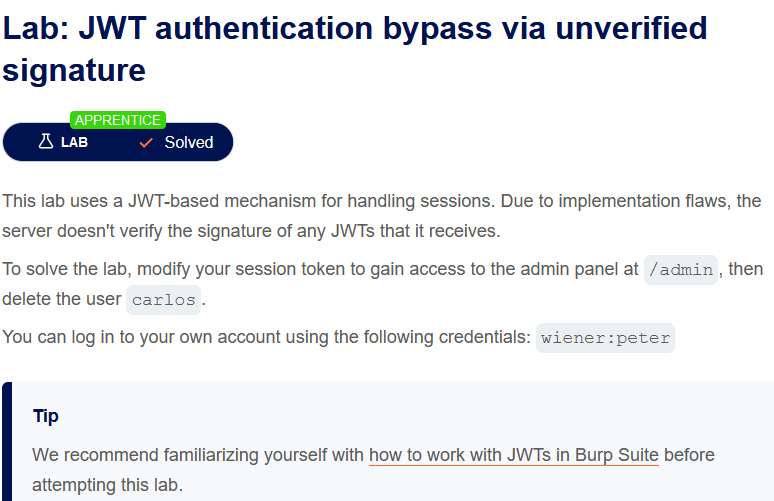 Lab: JWT authentication bypass via unverified
signature
APPRENTICE
LAB Solved
This lab uses a JWT-based mechanism for handling sessions. Due to implementation flaws, the
server doesn't verify the signature of any JWTs that it receives.
To solve the lab, modify your session token to gain access to the admin panel at /admin, then
delete the user carlos.
You can log in to your own account using the following credentials: wiener:peter
Tip
We recommend familiarizing yourself with how to work with JWTs in Burp Suite before
attempting this lab.